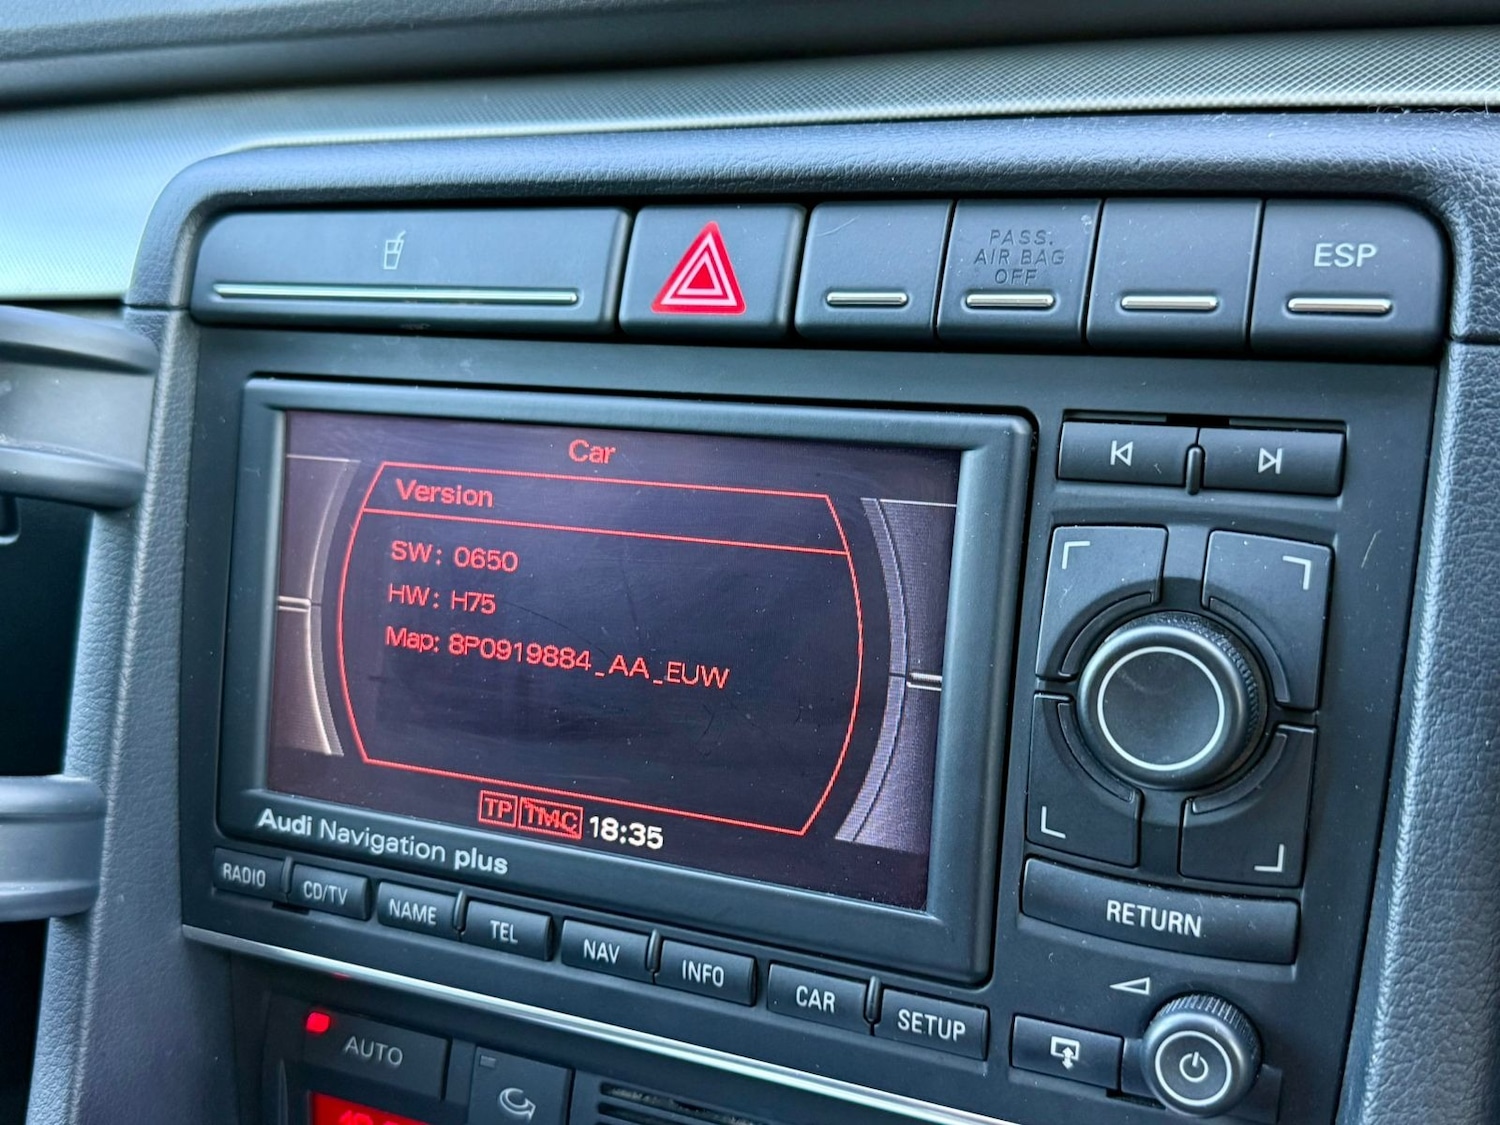 PASS.
AIR BAG
OFF
ESP
Car
Version
SW: 0650
HW: H75
Map: 8P0919884_AA_EUW
TP TMC 18:35
Audi Navigation plus
RADIO CD/TV NAME TEL NAV INFO CAR SETUP
RETURN
AUTO